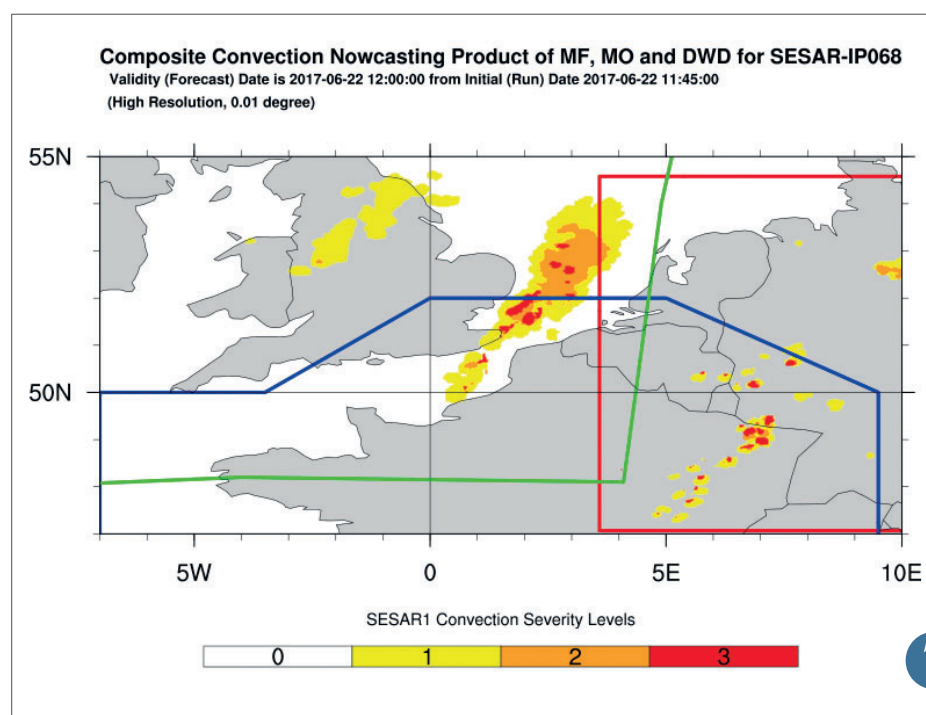 Composite Convection Nowcasting Product of MF, MO and DWD for SESAR-IP068
Validity (Forecast) Date is 2017-06-22 12:00:00 from Initial (Run) Date 2017-06-22 11:45:00
(High Resolution, 0.01 degree)
55N
50N
5W 0 5E 10E
SESAR1 Convection Severity Levels
0 1 2 3